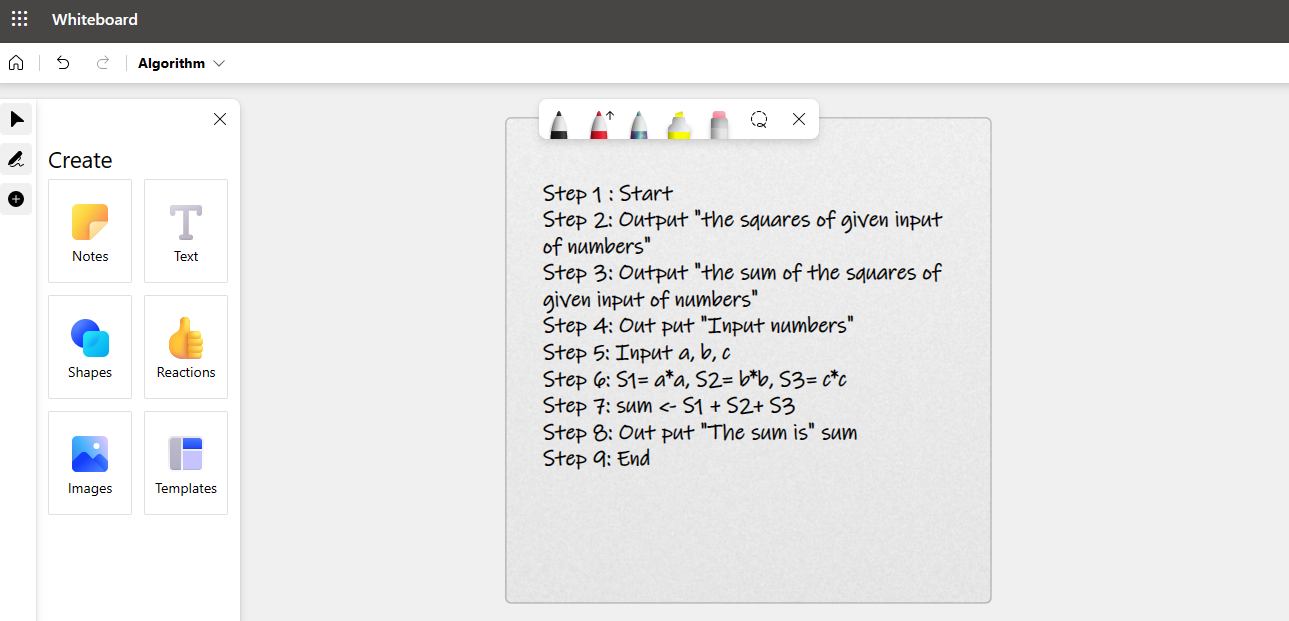 Whiteboard
Algorithm
Create
Notes
Text
Shapes
Reactions
Images
Templates
Step 1 : Start
Step 2: Output "the squares of given input
of numbers"
Step 3: Output "the sum of the squares of
given input of numbers"
Step 4: Out put "Input numbers"
Step 5: Input a, b, c
Step 6: S1= a*a, S2= b*b, S3= c*c
Step 7: sum <- S1 + S2+ S3
Step 8: Out put "The sum is" sum
Step 9: End